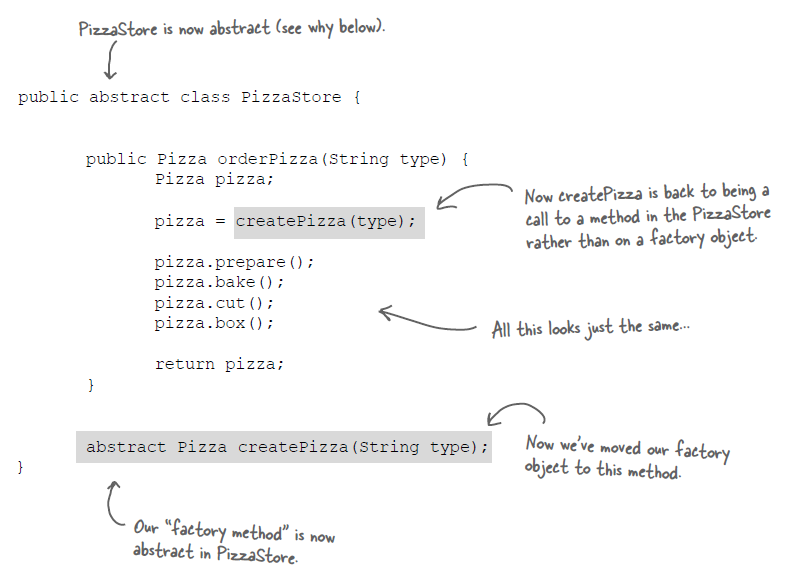 PizzaStore is now abstract (see why below).
public abstract class PizzaStore {
public Pizza orderPizza(String type) {
Pizza pizza;
pizza = createPizza(type);
Now createPizza is back to being a
call to a method in the PizzaStore
rather than on a factory object.
pizza.prepare();
pizza.bake();
pizza.cut();
pizza.box();
All this looks just the same...
return pizza;
}
abstract Pizza createPizza(String type);
Now we've moved our factory
object to this method.
}
Our "factory method" is now
abstract in PizzaStore.